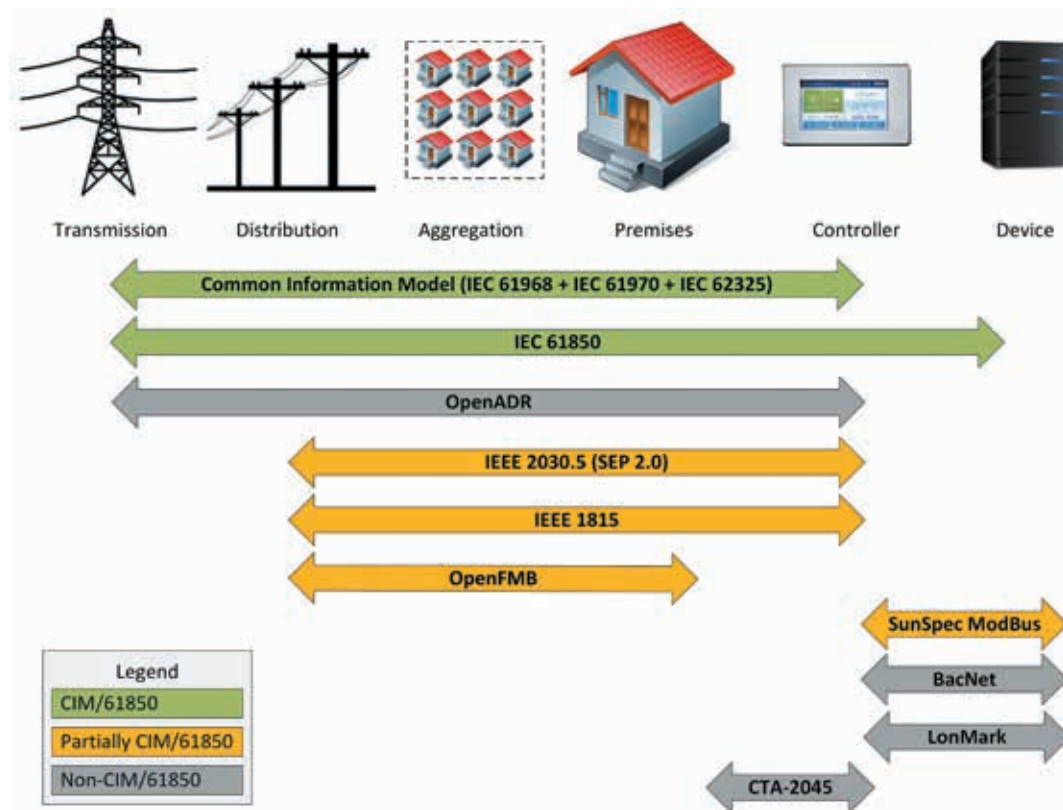 Transmission
Distribution
Aggregation
Premises
Controller
Device
Common Information Model (IEC 61968 + IEC 61970 + IEC 62325)
IEC 61850
OpenADR
IEEE 2030.5 (SEP 2.0)
IEEE 1815
OpenFMB
SunSpec ModBus
BacNet
LonMark
CTA-2045
Legend
CIM/61850
Partially CIM/61850
Non-CIM/61850